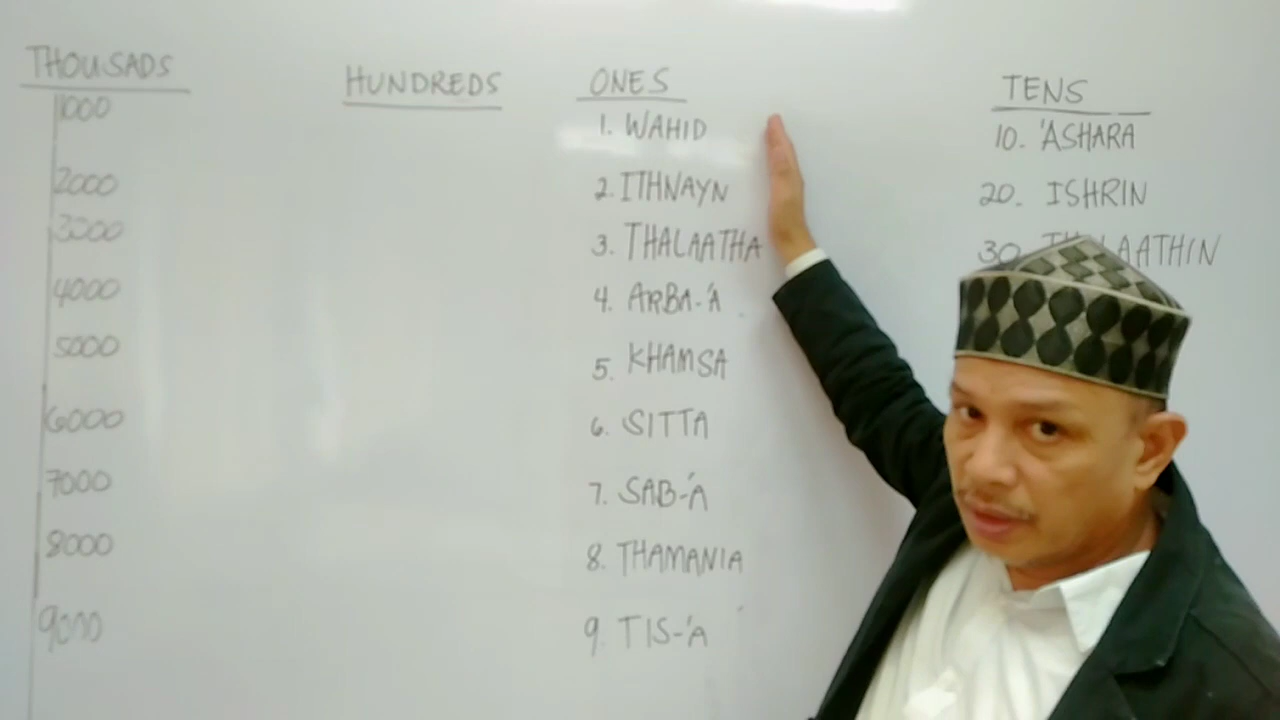 THOUSADS
1000
2000
3000
4000
5000
6000
7000
8000
9000
HUNDREDS
ONES
1. WAHID
2. ITHNAYN
3. THALAATHA
4. ARBA-'A
5. KHAMSA
6. SITTA
7. SAB-'A
8. THAMANIA
9. TIS-'A
TENS
10. 'ASHARA
20. ISHRIN
30